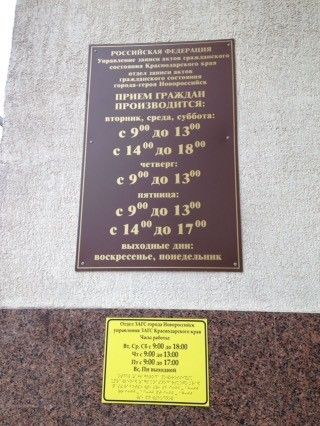 РОССИЙСКАЯ ФЕДЕРАЦИЯ
Управление записи актов гражданского
состояния Краснодарского края
отдел записи актов
гражданского состояния
города-герой Новороссийск
ПРИЕМ ГРАЖДАН
ПРОИЗВОДИТСЯ:
вторник, среда, суббота:
с 9⁰⁰ до 13⁰⁰
с 14⁰⁰ до 18⁰⁰
четверг:
с 9⁰⁰ до 13⁰⁰
пятница:
с 9⁰⁰ до 13⁰⁰
с 14⁰⁰ до 17⁰⁰
выходные дни:
воскресенье, понедельник
Отдел ЗАГС города Новороссийск
управления ЗАГС Краснодарского края
Часы работы:
Вт, Ср, Сб с 9:00 до 18:00
Чт с 9:00 до 13:00
Пт с 9:00 до 17:00
Вс, Пн выходной